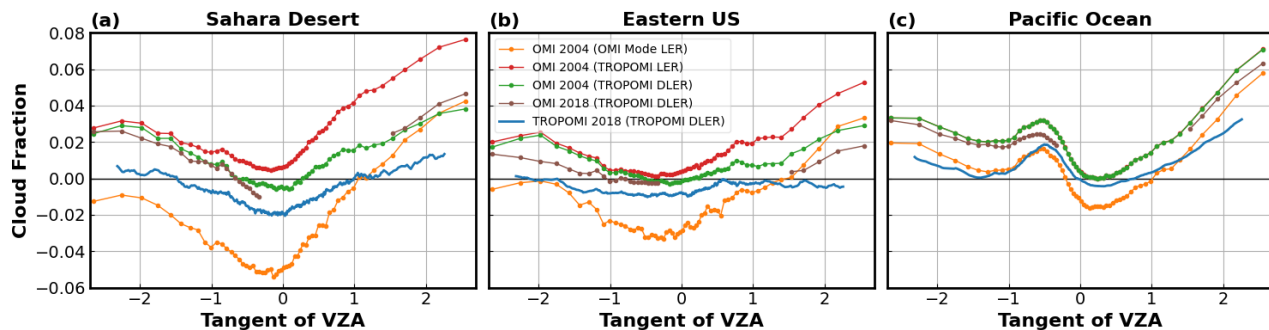 (a) Sahara Desert
(b) Eastern US
(c) Pacific Ocean
Cloud Fraction
0.08
0.06
0.04
0.02
0.00
−0.02
−0.04
−0.06
OMI 2004 (OMI Mode LER)
OMI 2004 (TROPOMI LER)
OMI 2004 (TROPOMI DLER)
OMI 2018 (TROPOMI DLER)
TROPOMI 2018 (TROPOMI DLER)
−2 −1 0 1 2
−2 −1 0 1 2
−2 −1 0 1 2
Tangent of VZA
Tangent of VZA
Tangent of VZA